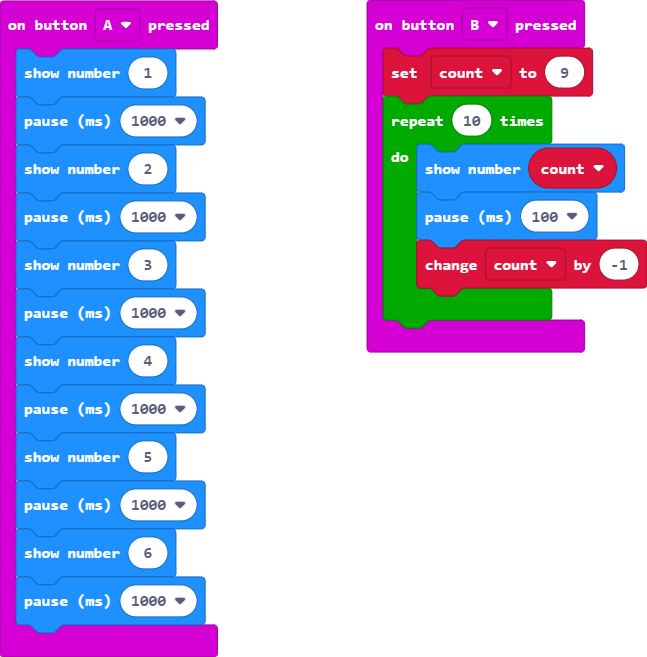 on button A pressed
show number 1
pause (ms) 1000
show number 2
pause (ms) 1000
show number 3
pause (ms) 1000
show number 4
pause (ms) 1000
show number 5
pause (ms) 1000
show number 6
pause (ms) 1000
on button B pressed
set count to 9
repeat 10 times
do
show number count
pause (ms) 100
change count by -1